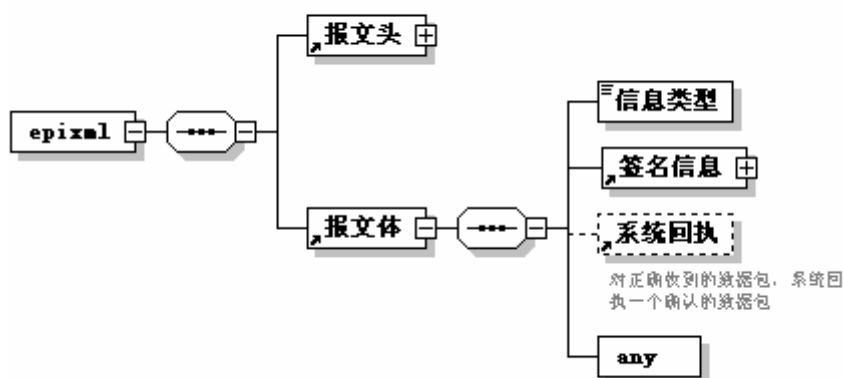 报文头
epixml
信息类型
签名信息
报文体
系统回执
对正确收到的数据包，系统回
执一个确认的数据包
any